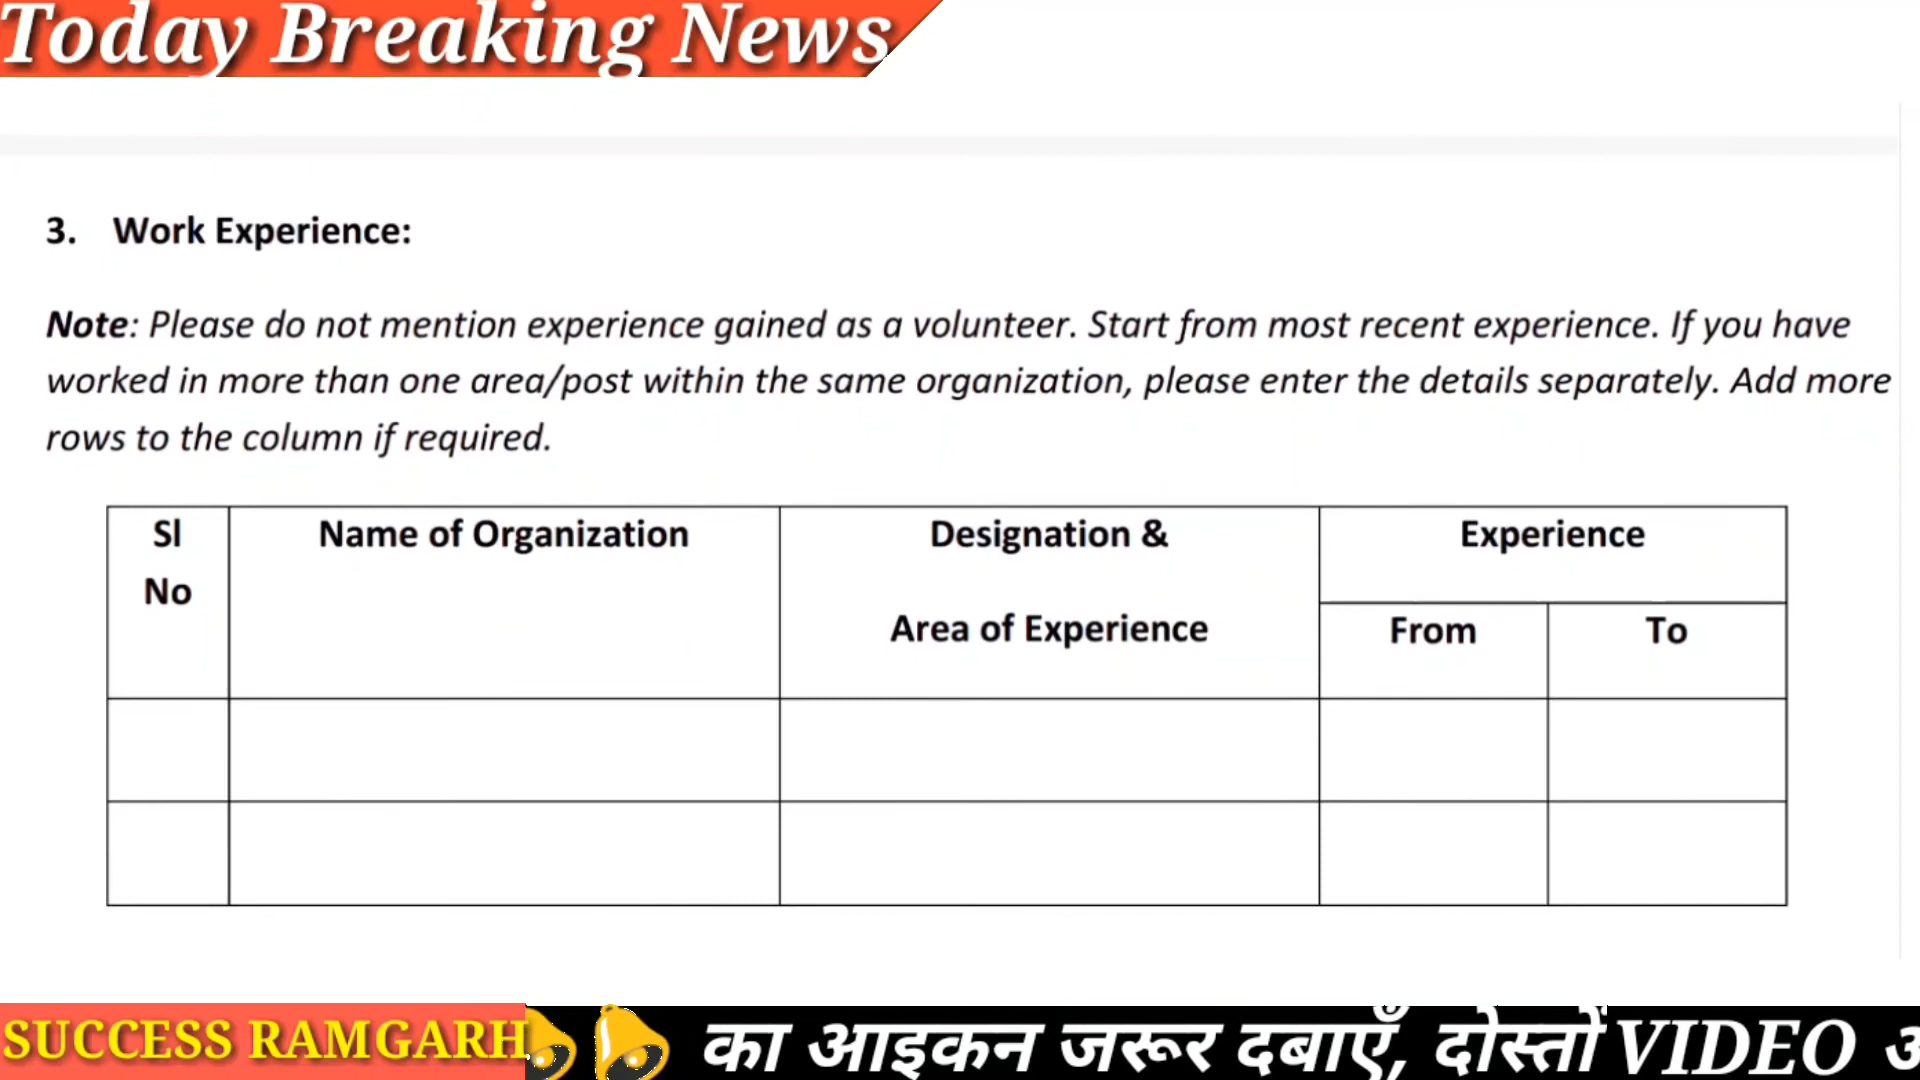 Today Breaking News
3. Work Experience:
Note: Please do not mention experience gained as a volunteer. Start from most recent experience. If you have
worked in more than one area/post within the same organization, please enter the details separately. Add more
rows to the column if required.
Sl No
Name of Organization
Designation &
Area of Experience
Experience
From
To
SUCCESS RAMGARH
का आइकन जरूर दबाएँ, दोस्तों VIDEO